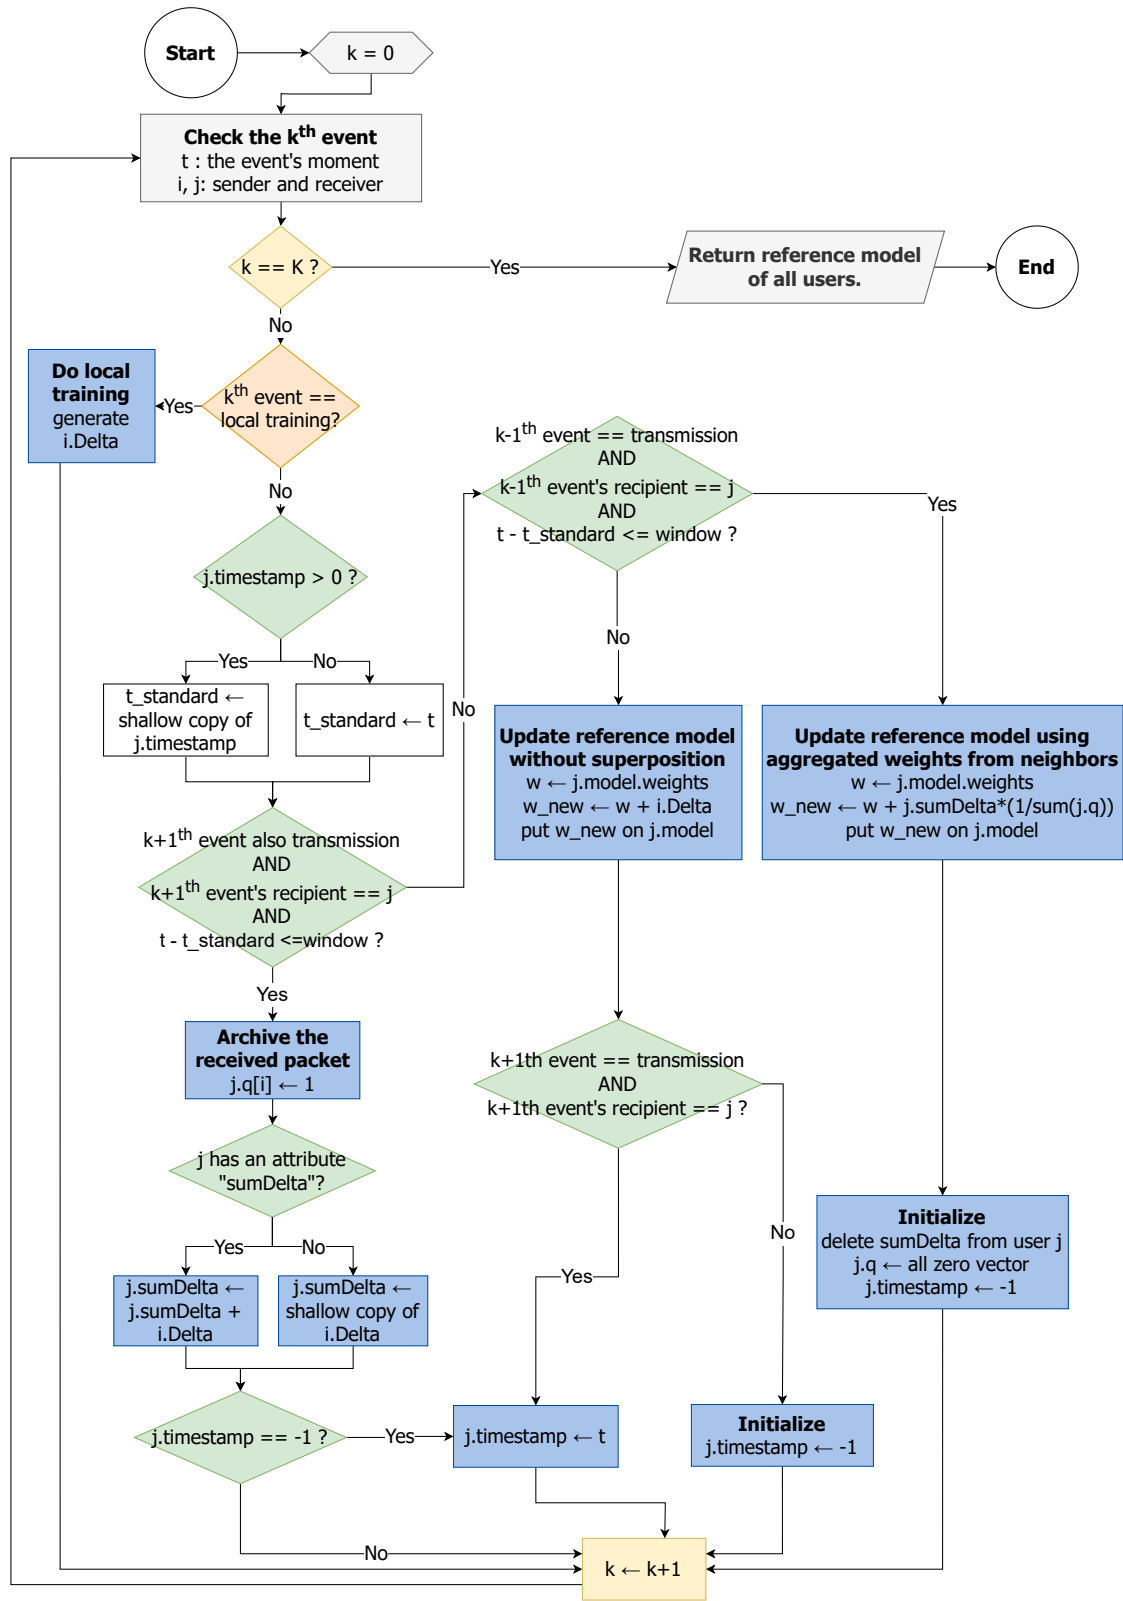 Start
k = 0
Check the kth event
t : the event's moment
i, j: sender and receiver
k == K ?
Yes
Return reference model
of all users.
End
No
Do local
training
generate
i.Delta
Yes
kth event ==
local training?
No
k-1th event == transmission
AND
k-1th event's recipient == j
AND
t - t_standard <= window ?
Yes
j.timestamp > 0 ?
No
Yes
No
t_standard ←
shallow copy of
j.timestamp
t_standard ← t
No
Update reference model
without superposition
w ← j.model.weights
w_new ← w + i.Delta
put w_new on j.model
Update reference model using
aggregated weights from neighbors
w ← j.model.weights
w_new ← w + j.sumDelta*(1/sum(j.q))
put w_new on j.model
k+1th event also transmission
AND
k+1th event's recipient == j
AND
t - t_standard <=window ?
Yes
Archive the
received packet
j.q[i] ← 1
k+1th event == transmission
AND
k+1th event's recipient == j ?
j has an attribute
"sumDelta"?
No
Initialize
delete sumDelta from user j
j.q ← all zero vector
j.timestamp ← -1
Yes
No
Yes
j.sumDelta ←
j.sumDelta +
i.Delta
j.sumDelta ←
shallow copy of
i.Delta
j.timestamp == -1 ?
Yes
j.timestamp ← t
Initialize
j.timestamp ← -1
No
k ← k+1